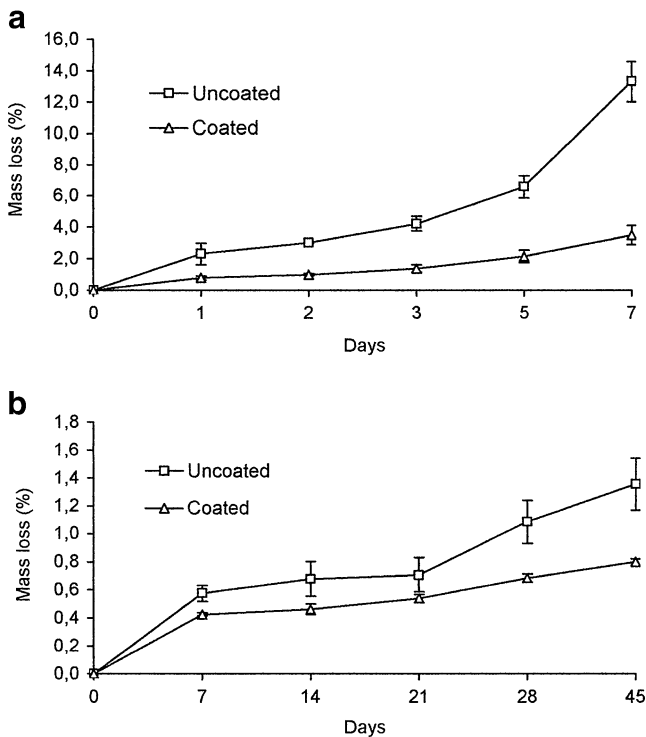 a
16,0
14,0
12,0
10,0
8,0
6,0
4,0
2,0
0,0
Mass loss (%)
Uncoated
Coated
0 1 2 3 5 7
Days
b
1,8
1,6
1,4
1,2
1,0
0,8
0,6
0,4
0,2
0,0
Mass loss (%)
Uncoated
Coated
0 7 14 21 28 45
Days